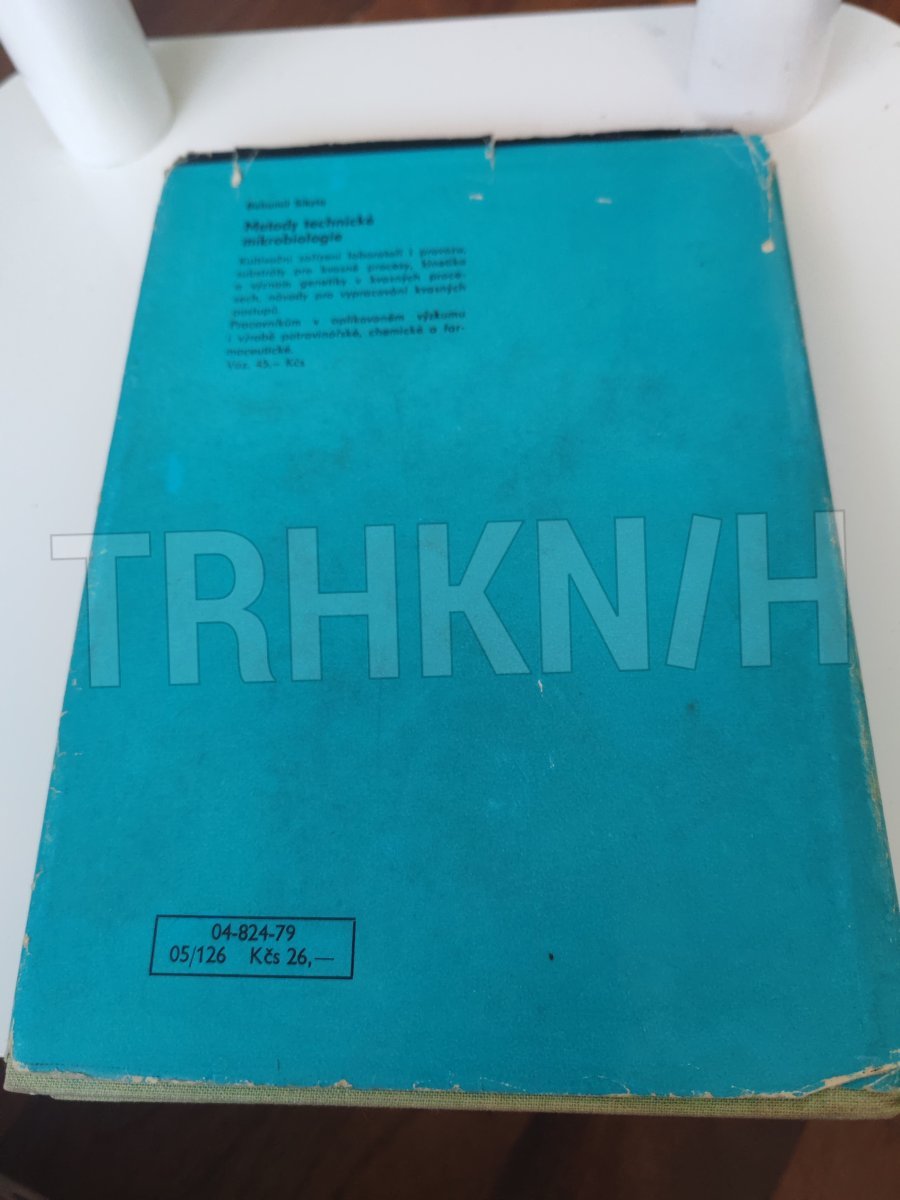 Bohumil Sikyta
Metody technické
mikrobiologie
Kultivační zařízení laboratoří i provozu,
substráty pro kvasné procesy, kinetika
a význam genetiky v kvasných proce-
sech, návody pro vypracování kvasných
postupů.
Pracovníkům v aplikovaném výzkumu
i výrobě potravinářské, chemické a far-
maceutické.
Váz. 45,– Kčs
TRHKN/H
04-824-79
05/126 Kčs 26,—